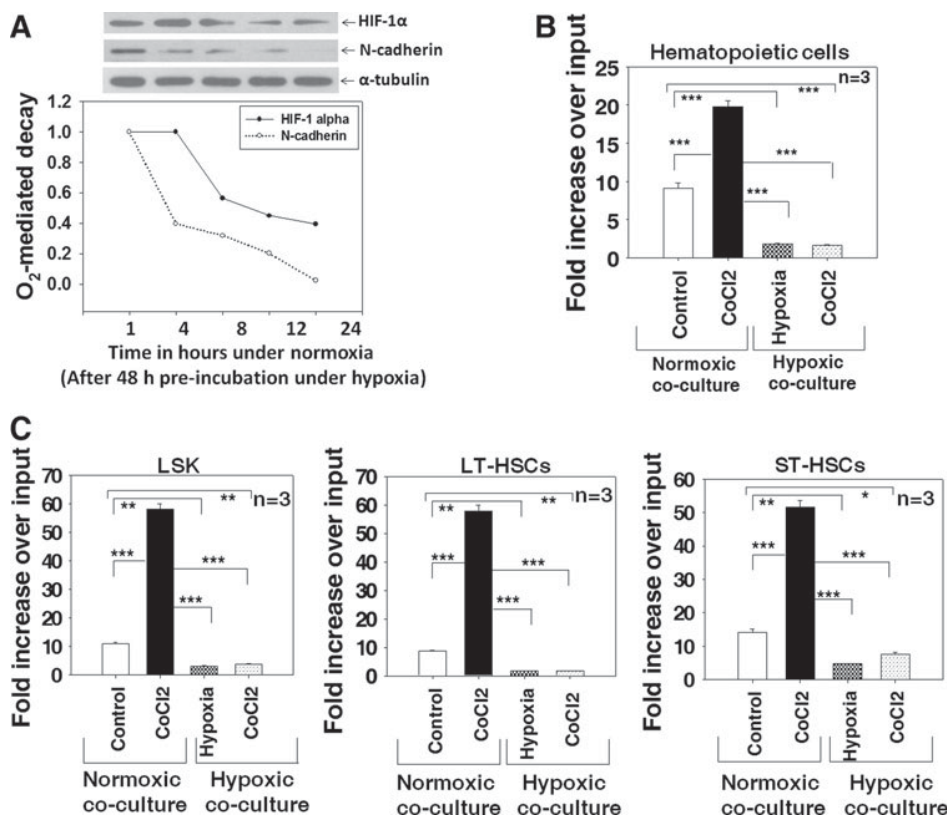 A
←HIF-1α
←N-cadherin
←α-tubulin
1.2
1.0
0.8
0.6
0.4
0.2
0.0
O2-mediated decay
HIF-1 alpha
N-cadherin
1 4 8 12 24
Time in hours under normoxia
(After 48 h pre-incubation under hypoxia)
B
Hematopoietic cells
Fold increase over input
25
20
15
10
5
0
n=3
***
***
***
***
***
Control
CoCl2
Hypoxia
CoCl2
Normoxic
co-culture
Hypoxic
co-culture
C
LSK
Fold increase over input
70
60
50
40
30
20
10
0
n=3
**
**
***
***
***
Control
CoCl2
Hypoxia
CoCl2
Normoxic
co-culture
Hypoxic
co-culture
LT-HSCs
Fold increase over input
70
60
50
40
30
20
10
0
n=3
**
**
***
***
***
Control
CoCl2
Hypoxia
CoCl2
Normoxic
co-culture
Hypoxic
co-culture
ST-HSCs
Fold increase over input
60
50
40
30
20
10
0
n=3
*
**
***
***
***
Control
CoCl2
Hypoxia
CoCl2
Normoxic
co-culture
Hypoxic
co-culture